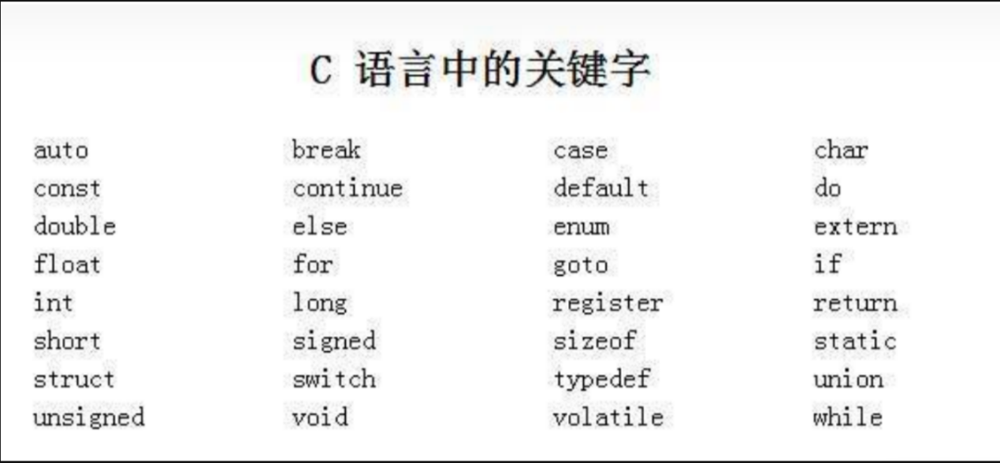 C 语言中的关键字
auto break case char
const continue default do
double else enum extern
float for goto if
int long register return
short signed sizeof static
struct switch typedef union
unsigned void volatile while